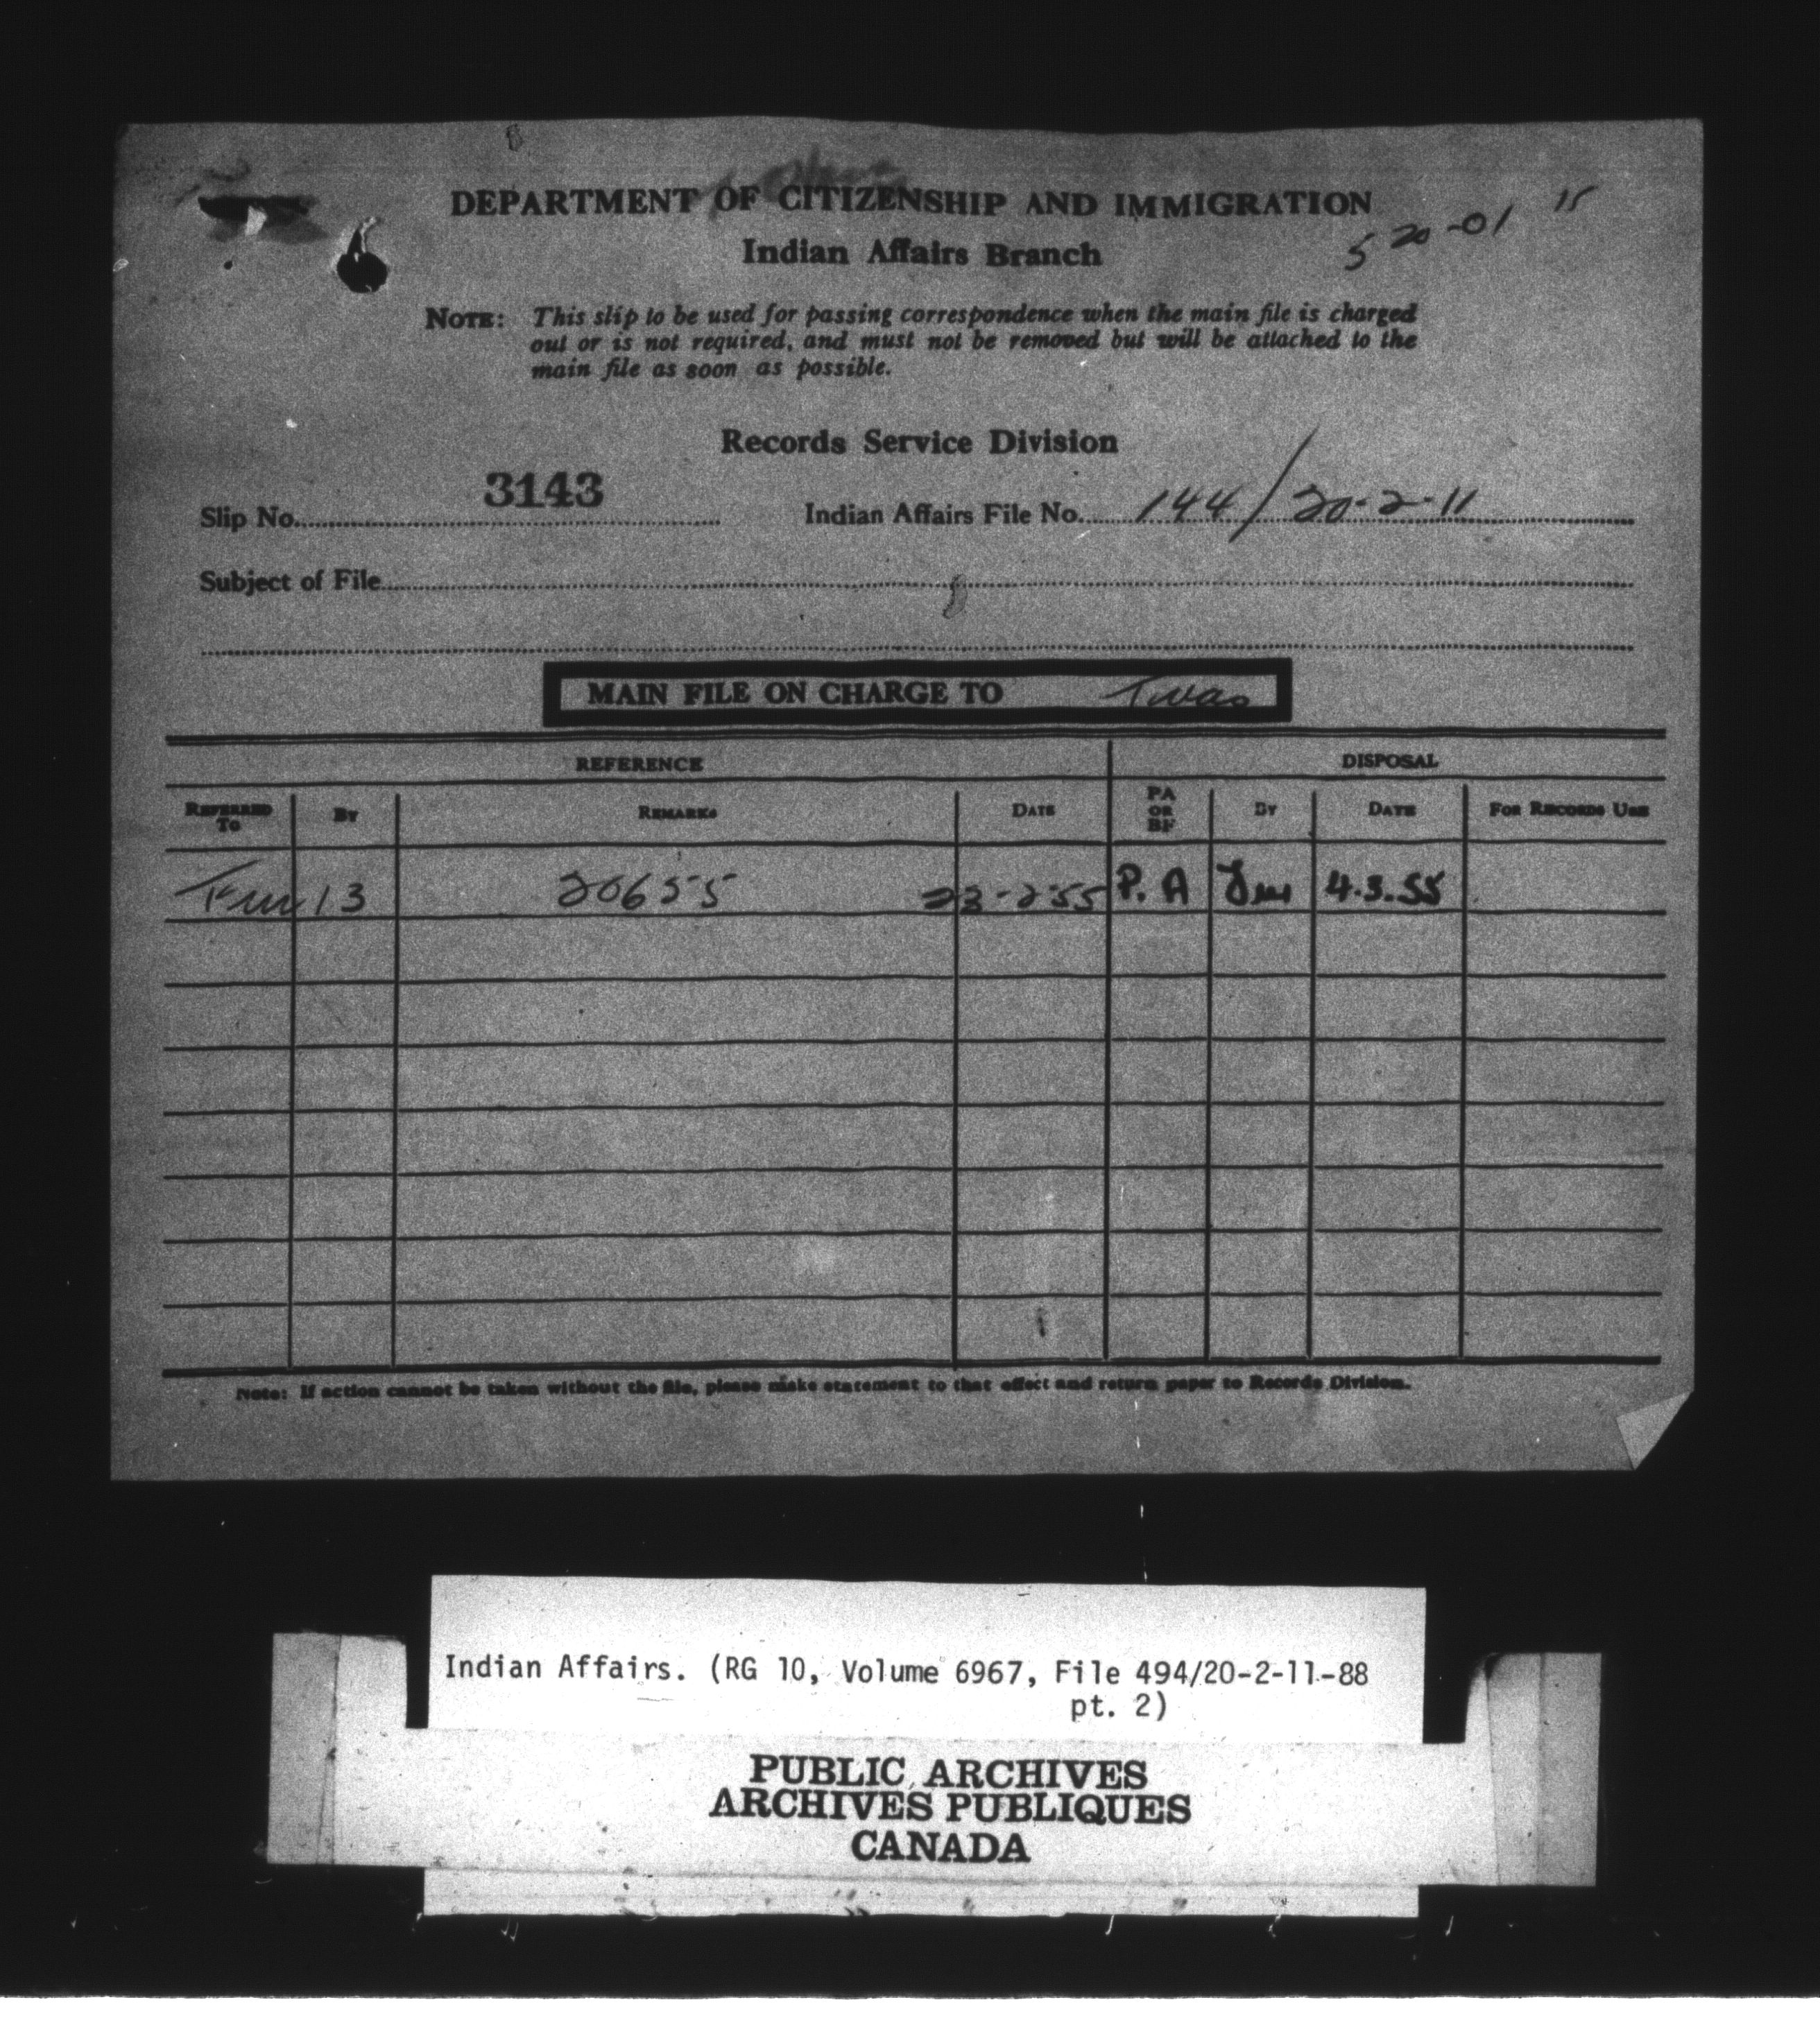 DEPARTMENT OF CITIZENSHIP AND IMMIGRATION
15
5 20-01
Indian Affairs Branch
NOTE: This slip to be used for passing correspondence when the main file is charged
out or is not required, and must not be removed but will be attached to the
main file as soon as possible.
Records Service Division
Slip No. 3143 Indian Affairs File No. 144/20-2-11
Subject of File
MAIN FILE ON CHARGE TO
REFERENCE DISPOSAL
REFERRED TO BY REMARKS DATE PA OR BF BY DATE FOR RECORDS USE
13 20655 23-2-55 P.A 4.3.55
Note: If action cannot be taken without the file, please make statement to that effect and return paper to Records Division.
Indian Affairs. (RG 10, Volume 6967, File 494/20-2-11-88
pt. 2)
PUBLIC ARCHIVES
ARCHIVES PUBLIQUES
CANADA